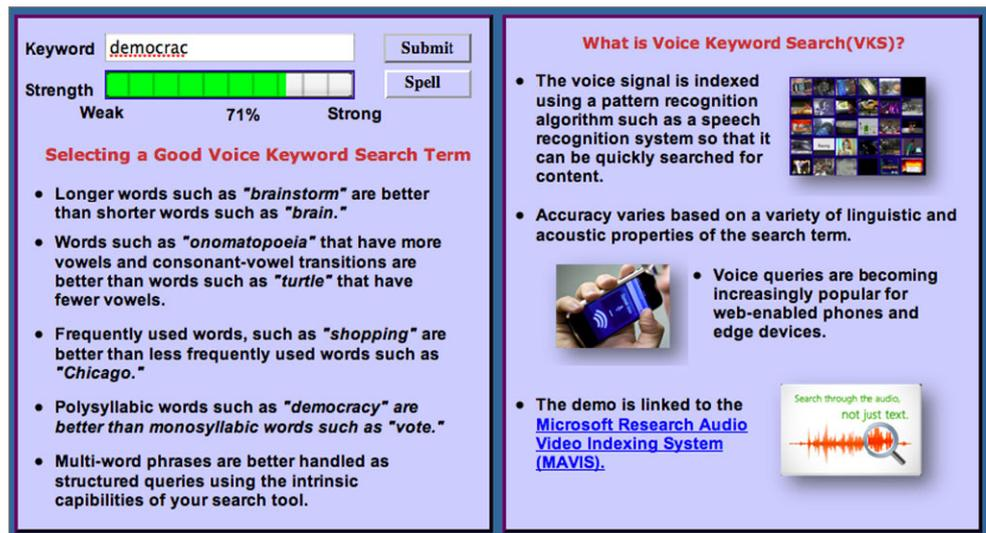 Keyword democrac Submit
Strength Spell
Weak 71% Strong
Selecting a Good Voice Keyword Search Term
• Longer words such as "brainstorm" are better
than shorter words such as "brain."
• Words such as "onomatopoeia" that have more
vowels and consonant-vowel transitions are
better than words such as "turtle" that have
fewer vowels.
• Frequently used words, such as "shopping" are
better than less frequently used words such as
"Chicago."
• Polysyllabic words such as "democracy" are
better than monosyllabic words such as "vote."
• Multi-word phrases are better handled as
structured queries using the intrinsic
capibilities of your search tool.
What is Voice Keyword Search(VKS)?
• The voice signal is indexed
using a pattern recognition
algorithm such as a speech
recognition system so that it
can be quickly searched for
content.
• Accuracy varies based on a variety of linguistic and
acoustic properties of the search term.
• Voice queries are becoming
increasingly popular for
web-enabled phones and
edge devices.
• The demo is linked to the
Microsoft Research Audio
Video Indexing System
(MAVIS).
Search through the audio,
not just text.